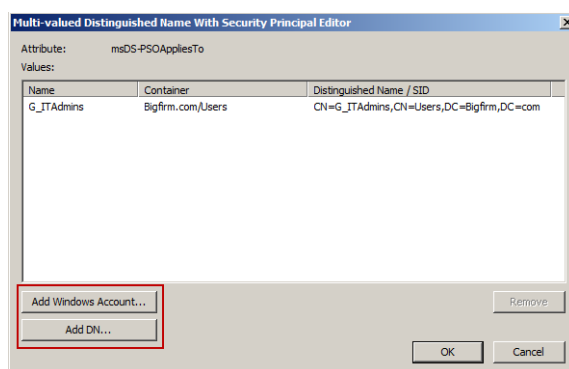 Multi-valued Distinguished Name With Security Principal Editor
Attribute: msDS-PSOAppliesTo
Values:
Name Container Distinguished Name / SID
G_ITAdmins Bigfirm.com/Users CN=G_ITAdmins,CN=Users,DC=Bigfirm,DC=com
Add Windows Account... Remove
Add DN...
OK Cancel